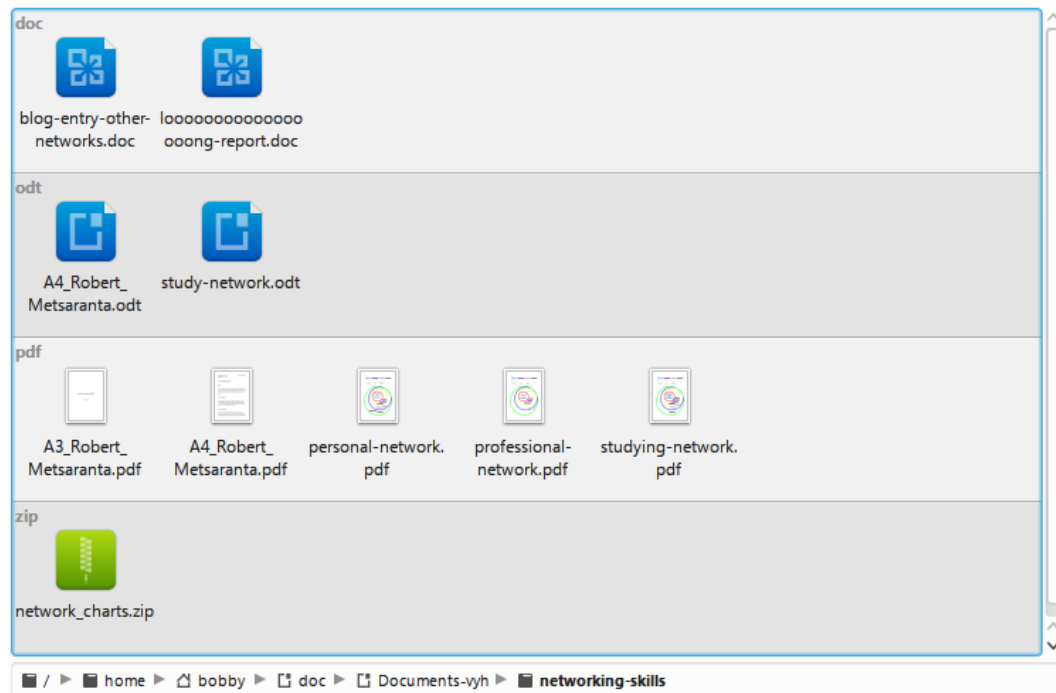 doc
blog-entry-other-
networks.doc
loooooooooooooo
ooong-report.doc
odt
A4_Robert_
Metsaranta.odt
study-network.odt
pdf
A3_Robert_
Metsaranta.pdf
A4_Robert_
Metsaranta.pdf
personal-network.
pdf
professional-
network.pdf
studying-network.
pdf
zip
network_charts.zip
/ home bobby doc Documents-vyh networking-skills